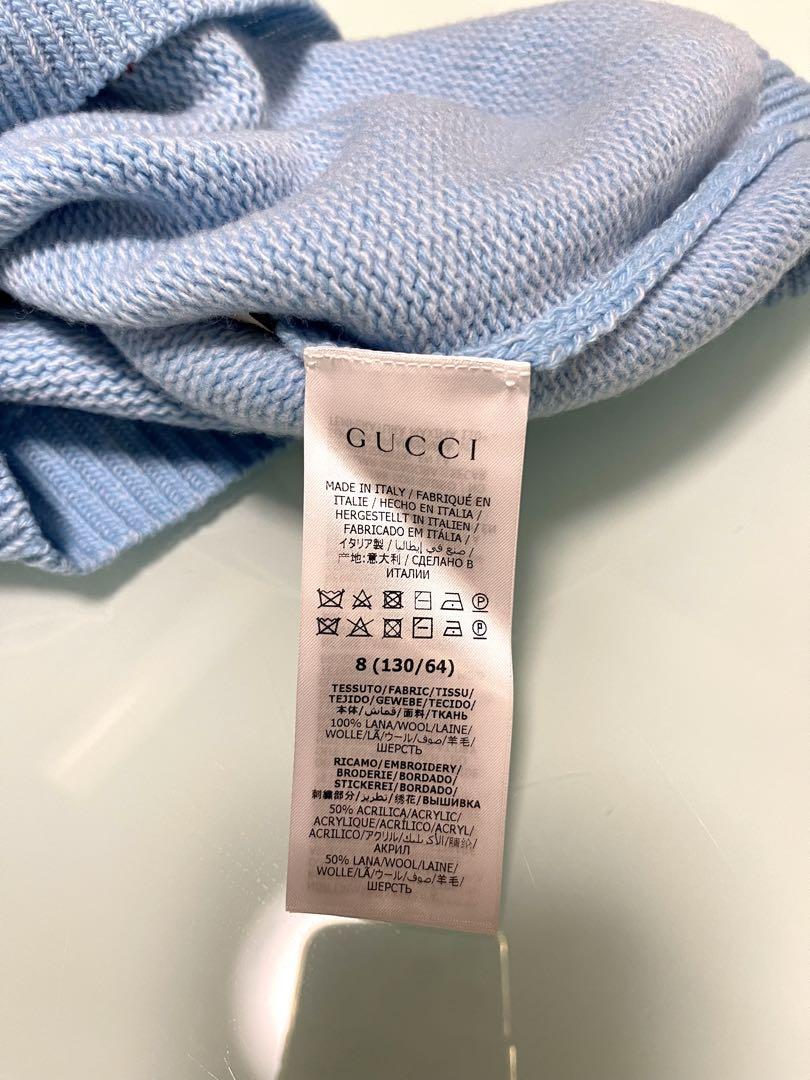 GUCCI
MADE IN ITALY / FABRIQUÉ EN
ITALIE / HECHO EN ITALIA /
HERGESTELLT IN ITALIEN /
FABRICADO EM ITÁLIA /
イタリア製 / صنع في إيطاليا /
产地:意大利 / СДЕЛАНО В
ИТАЛИИ
8 (130/64)
TESSUTO/FABRIC/TISSU/
TEJIDO/GEWEBE/TECIDO/
本体/قماش/面料/ТКАНЬ
100% LANA/WOOL/LAINE/
WOLLE/LÃ/ウール/صوف/羊毛/
ШЕРСТЬ
RICAMO/EMBROIDERY/
BRODERIE/BORDADO/
STICKEREI/BORDADO/
刺繍部分/تطريز/绣花/ВЫШИВКА
50% ACRILICA/ACRYLIC/
ACRYLIQUE/ACRÍLICO/ACRYL/
ACRILICO/アクリル/الأكريليك/腈纶/
АКРИЛ
50% LANA/WOOL/LAINE/
WOLLE/LÃ/ウール/صوف/羊毛/
ШЕРСТЬ